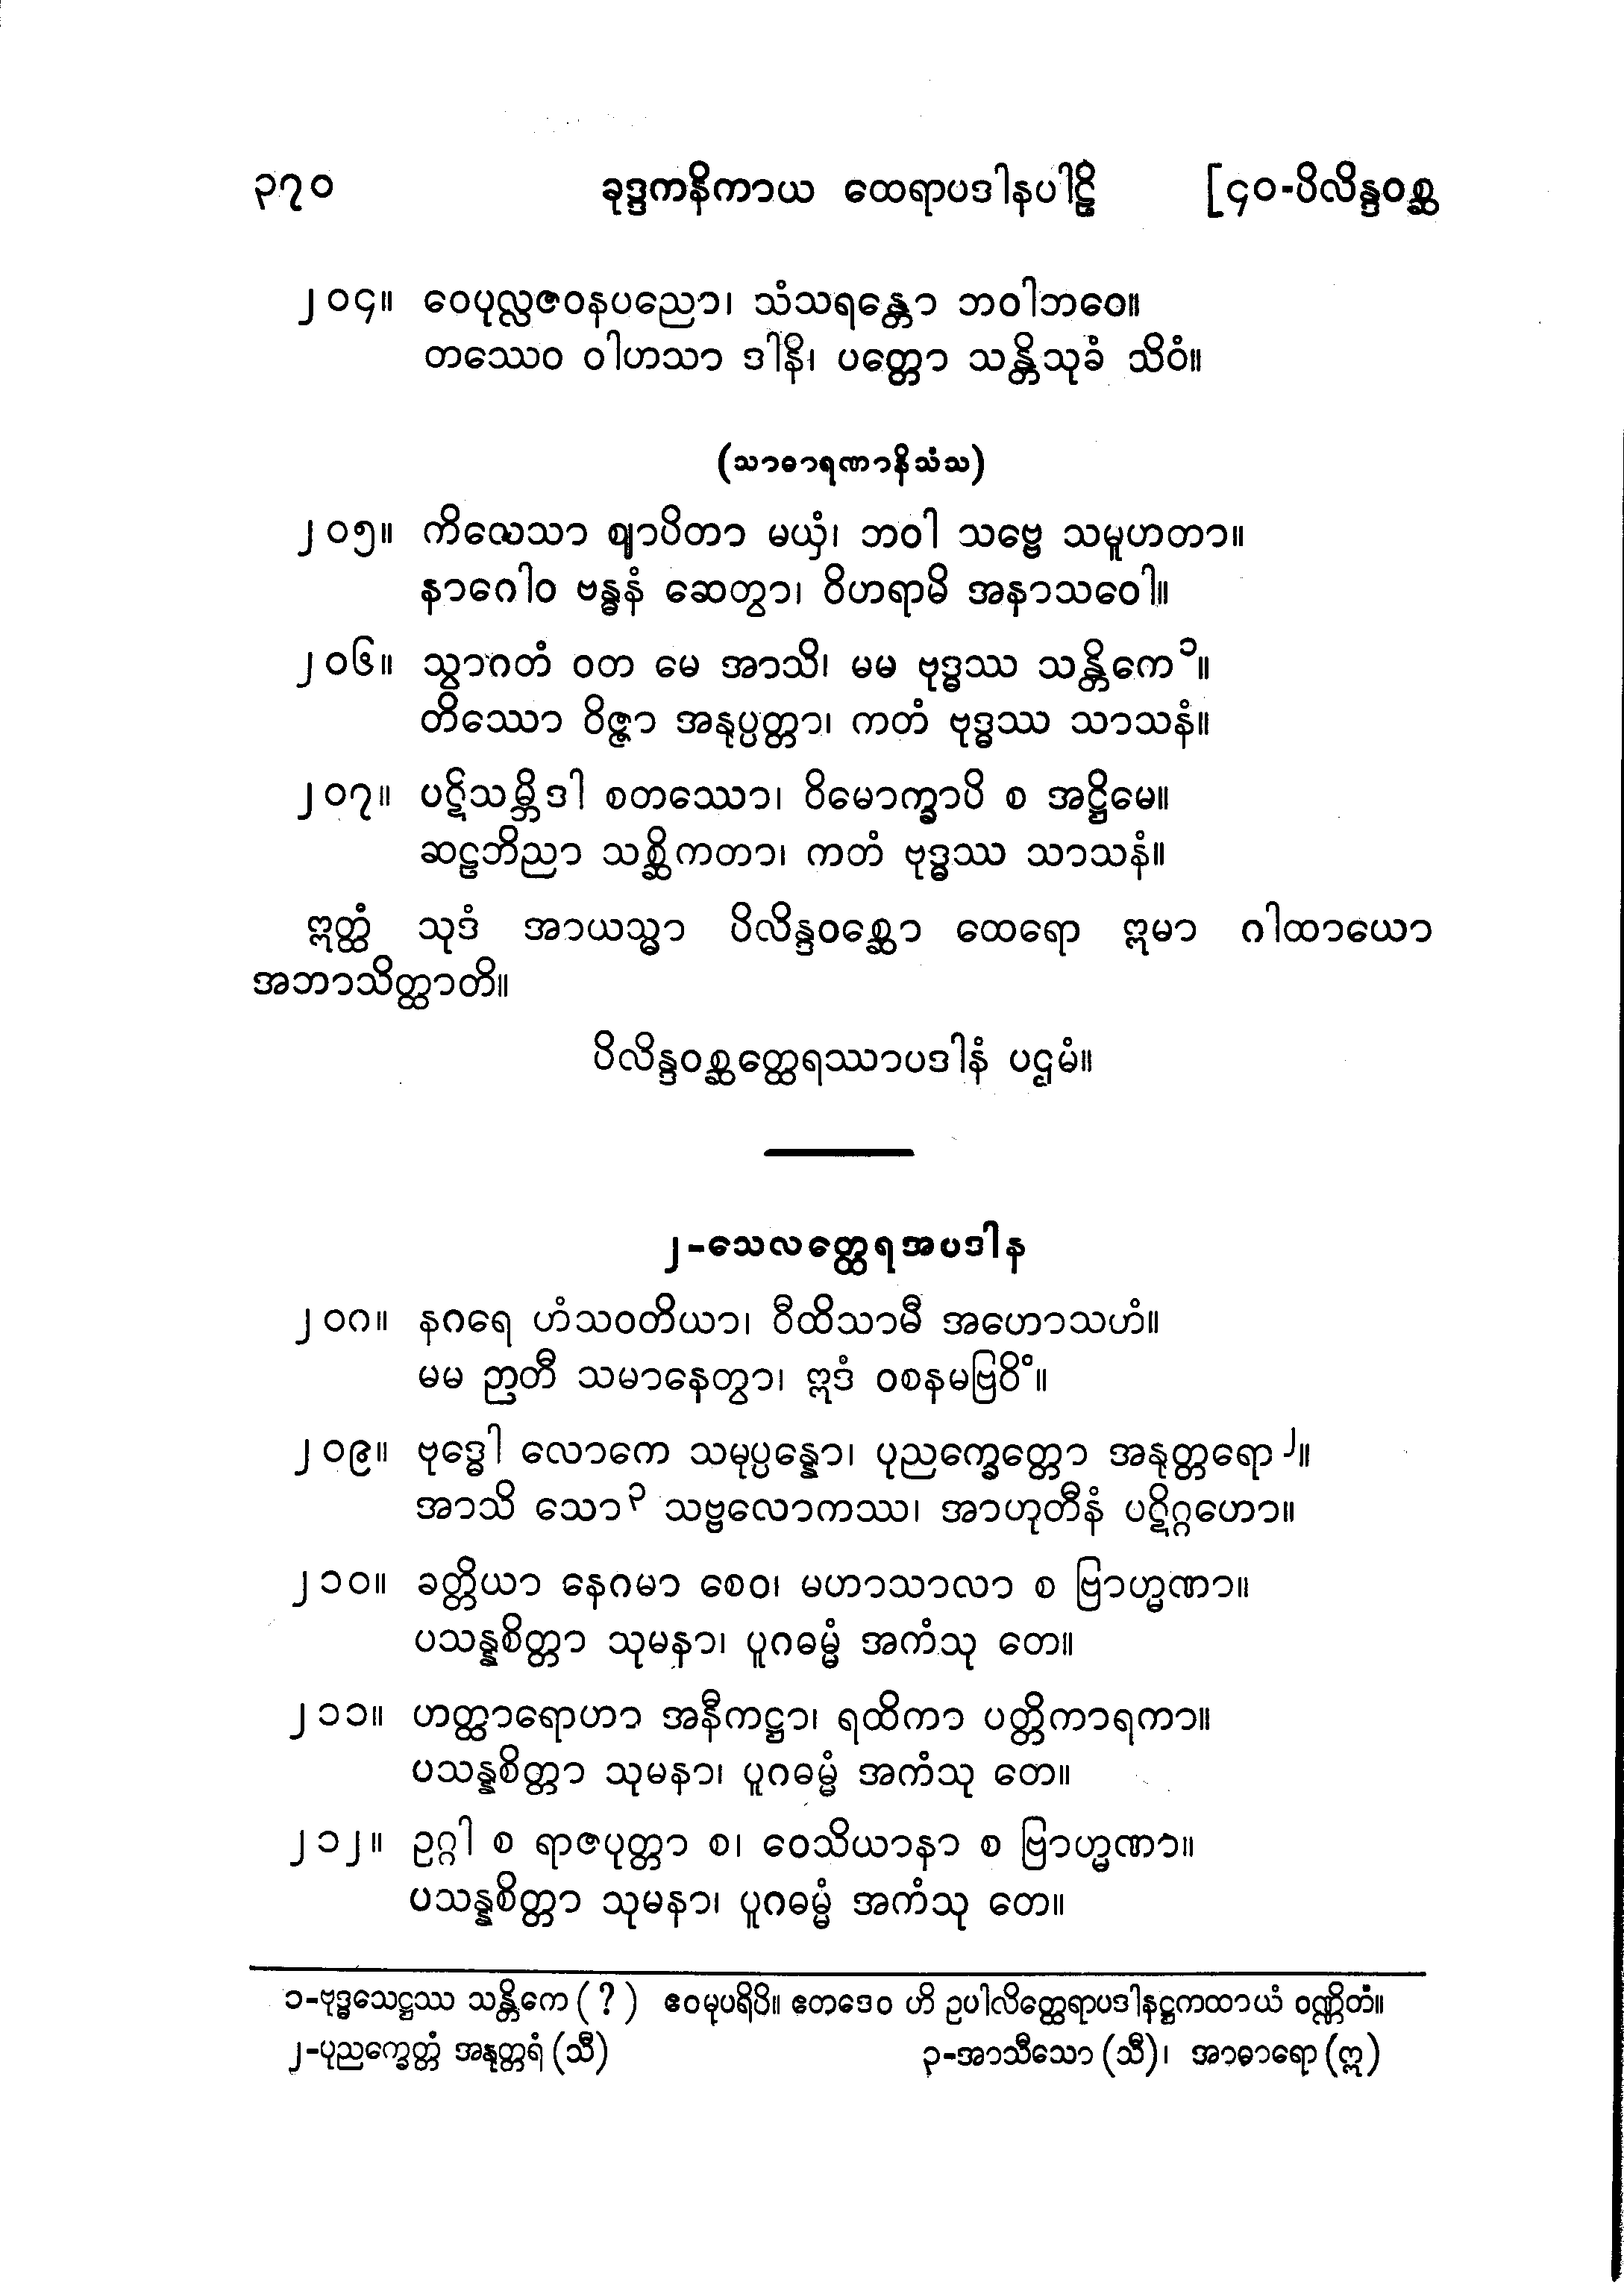 ၃၇၀ ခုဒ္ဒကနိကာယ ထေရာပဒါနပါဠိ [၄၀-ပိလိန္ဒဝစ္ဆ
၂၀၄။ ဝေပုလ္လဇဝနပညော၊ သံသရန္တော ဘဝါဘဝေ။
တဿေဝ ဝါဟသာ ဒါနိ၊ ပတ္တော သန္တိသုခံ သိဝံ။
(သာဓာရဏာနိသံသ)
၂၀၅။ ကိလေသာ ဈာပိတာ မယှံ၊ ဘဝါ သဗ္ဗေ သမူဟတာ။
နာဂေါဝ ဗန္ဓနံ ဆေတွာ၊ ဝိဟရာမိ အနာသဝေါ။
၂၀၆။ သွာဂတံ ဝတ မေ အာသိ၊ မမ ဗုဒ္ဓဿ သန္တိကေ ၁။
တိဿော ဝိဇ္ဇာ အနုပ္ပတ္တာ၊ ကတံ ဗုဒ္ဓဿ သာသနံ။
၂၀၇။ ပဋိသမ္ဘိဒါ စတဿော၊ ဝိမောက္ခာပိ စ အဋ္ဌိမေ။
ဆဠဘိညာ သစ္ဆိကတာ၊ ကတံ ဗုဒ္ဓဿ သာသနံ။
ဣတ္ထံ သုဒံ အာယသ္မာ ပိလိန္ဒဝစ္ဆော ထေရော ဣမာ ဂါထာယော
အဘာသိတ္ထာတိ။
ပိလိန္ဒဝစ္ဆတ္ထေရဿာပဒါနံ ပဌမံ။
၂-သေလတ္ထေရအပဒါန
၂၀၈။ နဂရေ ဟံသဝတိယာ၊ ဝီထိသာမီ အဟောသဟံ။
မမ ဉာတီ သမာနေတွာ၊ ဣဒံ ဝစနမဗြဝိံ။
၂၀၉။ ဗုဒ္ဓေါ လောကေ သမုပ္ပန္နော၊ ပုညက္ခေတ္တော အနုတ္တရော ၂။
အာသိ သော ၃ သဗ္ဗလောကဿ၊ အာဟုတီနံ ပဋိဂ္ဂဟော။
၂၁၀။ ခတ္တိယာ နေဂမာ စေဝ၊ မဟာသာလာ စ ဗြာဟ္မဏာ။
ပသန္နစိတ္တာ သုမနာ၊ ပူဂဓမ္မံ အကံသု တေ။
၂၁၁။ ဟတ္ထာရောဟာ အနီကဋ္ဌာ၊ ရထိကာ ပတ္တိကာရကာ။
ပသန္နစိတ္တာ သုမနာ၊ ပူဂဓမ္မံ အကံသု တေ။
၂၁၂။ ဥဂ္ဂါ စ ရာဇပုတ္တာ စ၊ ဝေသိယာနာ စ ဗြာဟ္မဏာ။
ပသန္နစိတ္တာ သုမနာ၊ ပူဂဓမ္မံ အကံသု တေ။
၁-ဗုဒ္ဓသေဋ္ဌဿ သန္တိကေ (?) ဧဝမုပရိပိ။ ဧတဒေဝ ဟိ ဥပါလိတ္ထေရာပဒါနဋ္ဌကထာယံ ဝဏ္ဏိတံ။
၂-ပုညက္ခေတ္တံ အနုတ္တရံ (သီ) ၃-အာသီသော (သီ)၊ အာဓာရော (ဣ)